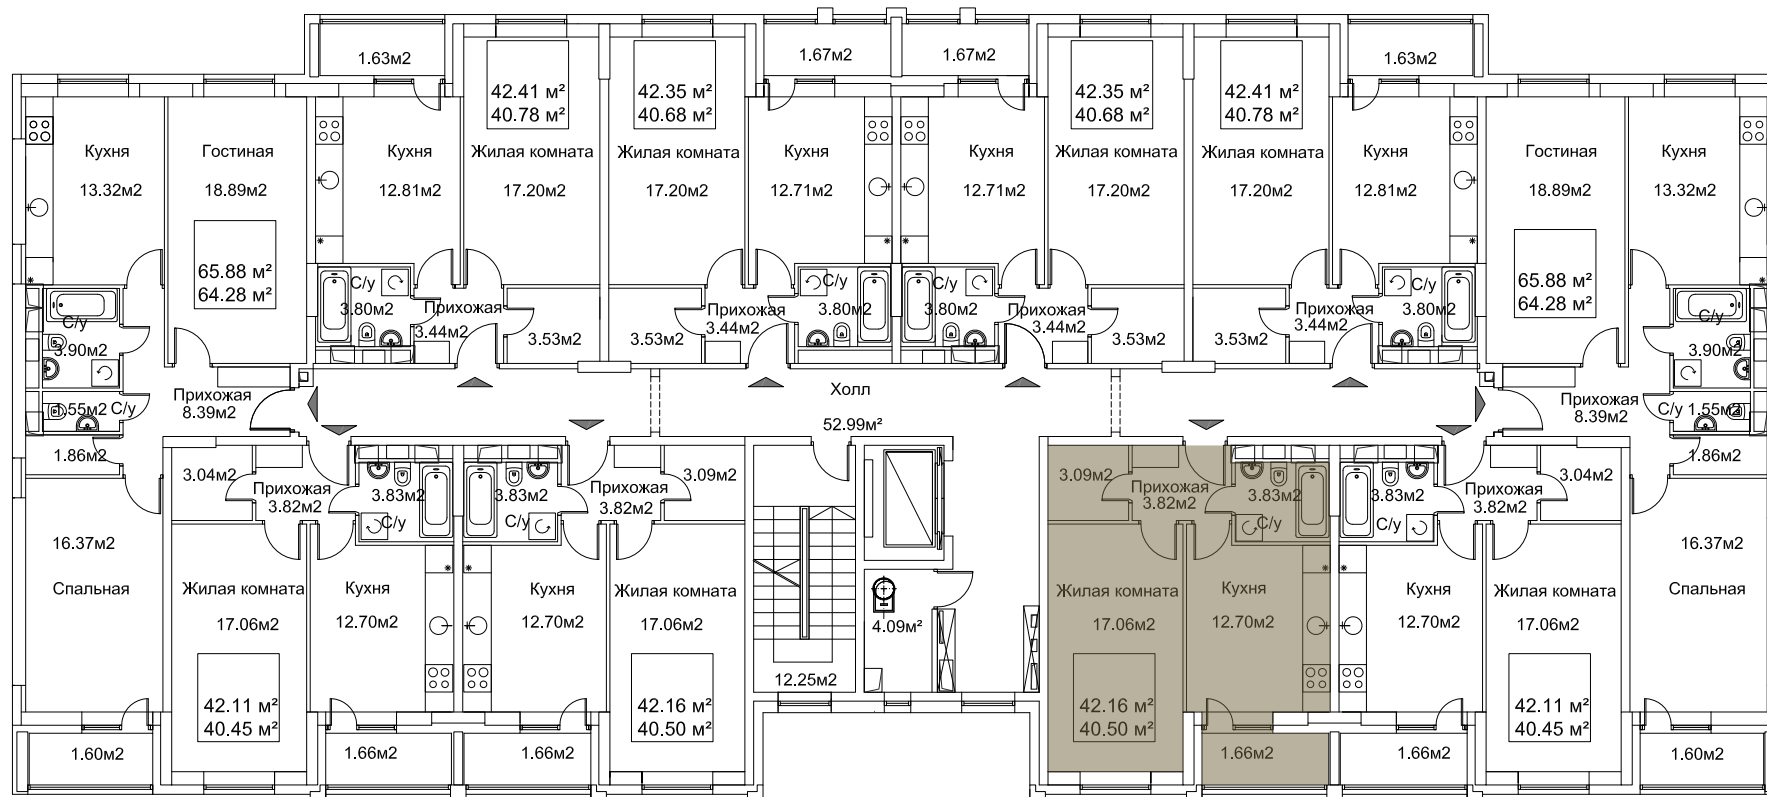 1.63м2
1.67м2
1.67м2
1.63м2
42.41 м²
40.78 м²
42.35 м²
40.68 м²
42.35 м²
40.68 м²
42.41 м²
40.78 м²
Кухня
13.32м2
Гостиная
18.89м2
Кухня
12.81м2
Жилая комната
17.20м2
Жилая комната
17.20м2
Кухня
12.71м2
Кухня
12.71м2
Жилая комната
17.20м2
Жилая комната
17.20м2
Кухня
12.81м2
Гостиная
18.89м2
Кухня
13.32м2
65.88 м²
64.28 м²
65.88 м²
64.28 м²
С/у
3.80м2
Прихожая
3.44м2
3.53м2
3.53м2
Прихожая
3.44м2
С/у
3.80м2
С/у
3.80м2
Прихожая
3.44м2
3.53м2
3.53м2
Прихожая
3.44м2
С/у
3.80м2
С/у
3.90м2
С/у
3.90м2
Прихожая
8.39м2
1.55м2 С/у
1.86м2
Холл
52.99м²
Прихожая
8.39м2
С/у 1.55м2
1.86м2
3.04м2
Прихожая
3.82м2
3.83м2
С/у
3.83м2
С/у
Прихожая
3.82м2
3.09м2
3.09м2
Прихожая
3.82м2
3.83м2
С/у
3.83м2
С/у
Прихожая
3.82м2
3.04м2
16.37м2
Спальная
Жилая комната
17.06м2
Кухня
12.70м2
Кухня
12.70м2
Жилая комната
17.06м2
4.09м²
12.25м2
Жилая комната
17.06м2
Кухня
12.70м2
Кухня
12.70м2
Жилая комната
17.06м2
16.37м2
Спальная
42.11 м²
40.45 м²
42.16 м²
40.50 м²
42.16 м²
40.50 м²
42.11 м²
40.45 м²
1.60м2
1.66м2
1.66м2
1.66м2
1.66м2
1.60м2